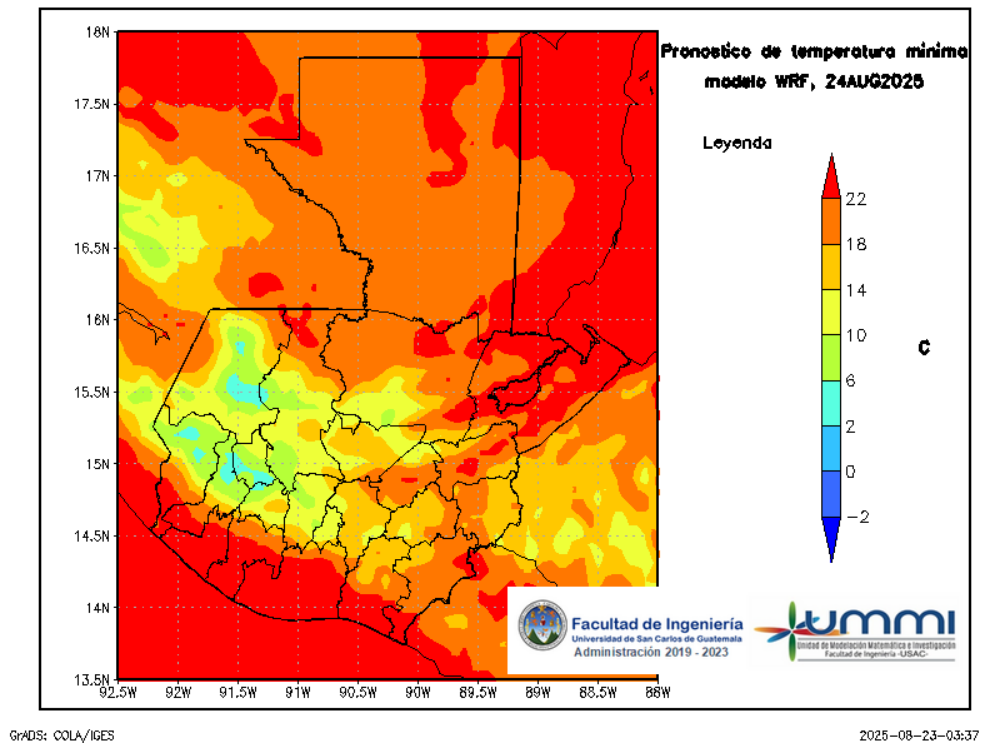 Pronostico de temperatura minima
modelo WRF, 24AUG2025
Leyenda
22
18
14
10
6
2
0
-2
C
18N
17.5N
17N
16.5N
16N
15.5N
15N
14.5N
14N
13.5N
92.5W 92W 91.5W 91W 90.5W 90W 89.5W 89W 88.5W 88W
Facultad de Ingeniería
Universidad de San Carlos de Guatemala
Administración 2019 - 2023
ummi
Unidad de Modelación Matemática e Investigación
Facultad de Ingeniería -USAC-
GrADS: COLA/IGES
2025-08-23-03:37